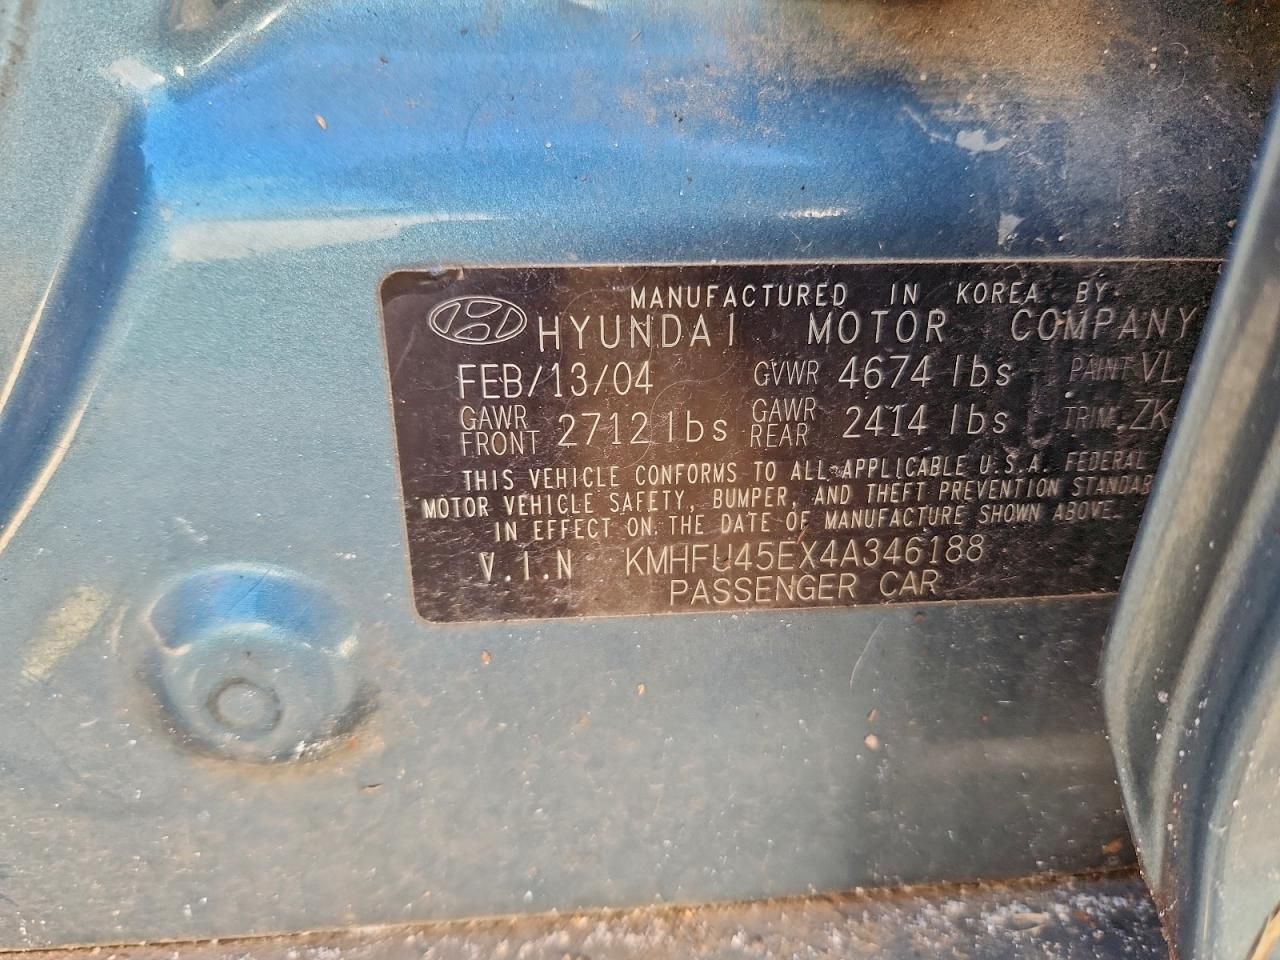 MANUFACTURED IN KOREA BY:
HYUNDAI MOTOR COMPANY
FEB/13/04 GVWR 4674 lbs PAINT VL
GAWR FRONT 2712 lbs GAWR REAR 2414 lbs TRIM ZK
THIS VEHICLE CONFORMS TO ALL APPLICABLE U.S.A. FEDERAL
MOTOR VEHICLE SAFETY, BUMPER, AND THEFT PREVENTION STANDAR
IN EFFECT ON THE DATE OF MANUFACTURE SHOWN ABOVE.
V.I.N KMHFU45EX4A346188
PASSENGER CAR